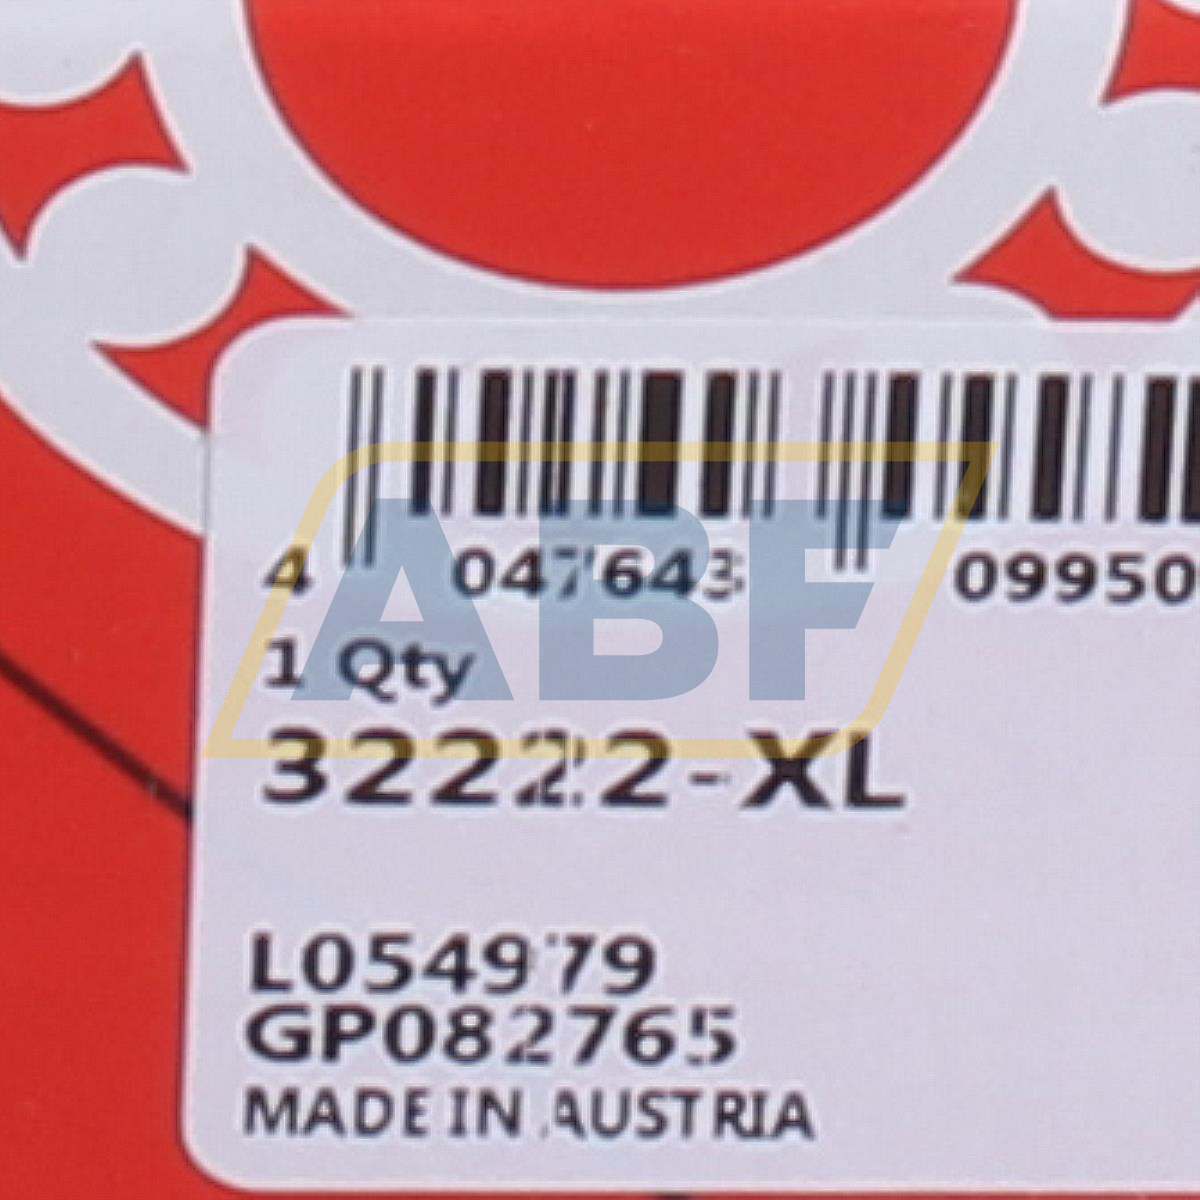 4 047643 09950
1 Qty
32222-XL
L054979
GP082765
MADE IN AUSTRIA
ABF